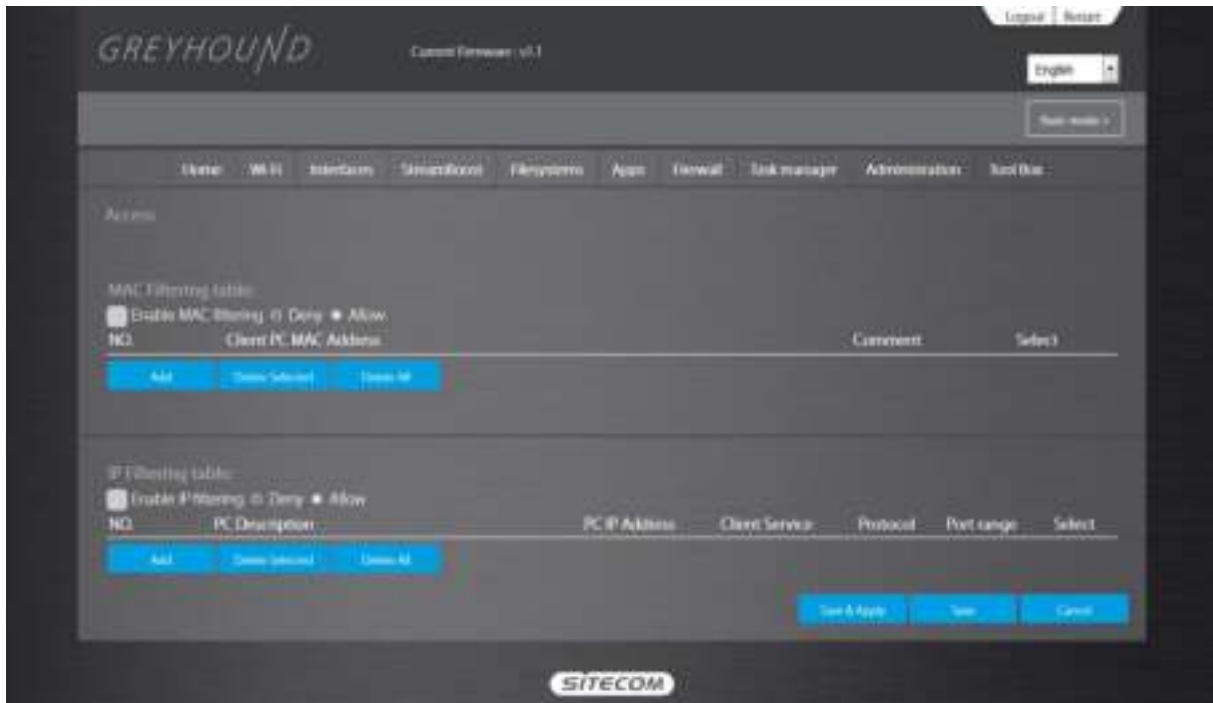 Logout Restart
GREYHOUND
Current Firmware : v1.1
English
Basic mode >
Home Wi-Fi Interfaces StreamBoost Filesystems Apps Firewall Task manager Administration Tool Box
Access
MAC Filtering table:
Enable MAC filtering Deny Allow
NO. Client PC MAC Address Comment Select
Add Delete Selected Delete All
IP Filtering table:
Enable IP filtering Deny Allow
NO. PC Description PC IP Address Client Service Protocol Port range Select
Add Delete Selected Delete All
Save & Apply Save Cancel
SITECOM